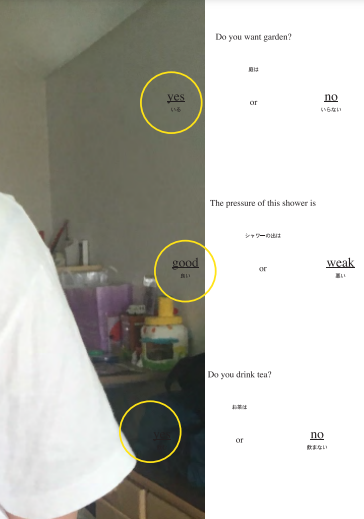 Do you want garden?
庭は
yes or no
いる いらない
The pressure of this shower is
シャワーの出は
good or weak
良い 悪い
Do you drink tea?
お茶は
or no
飲まない